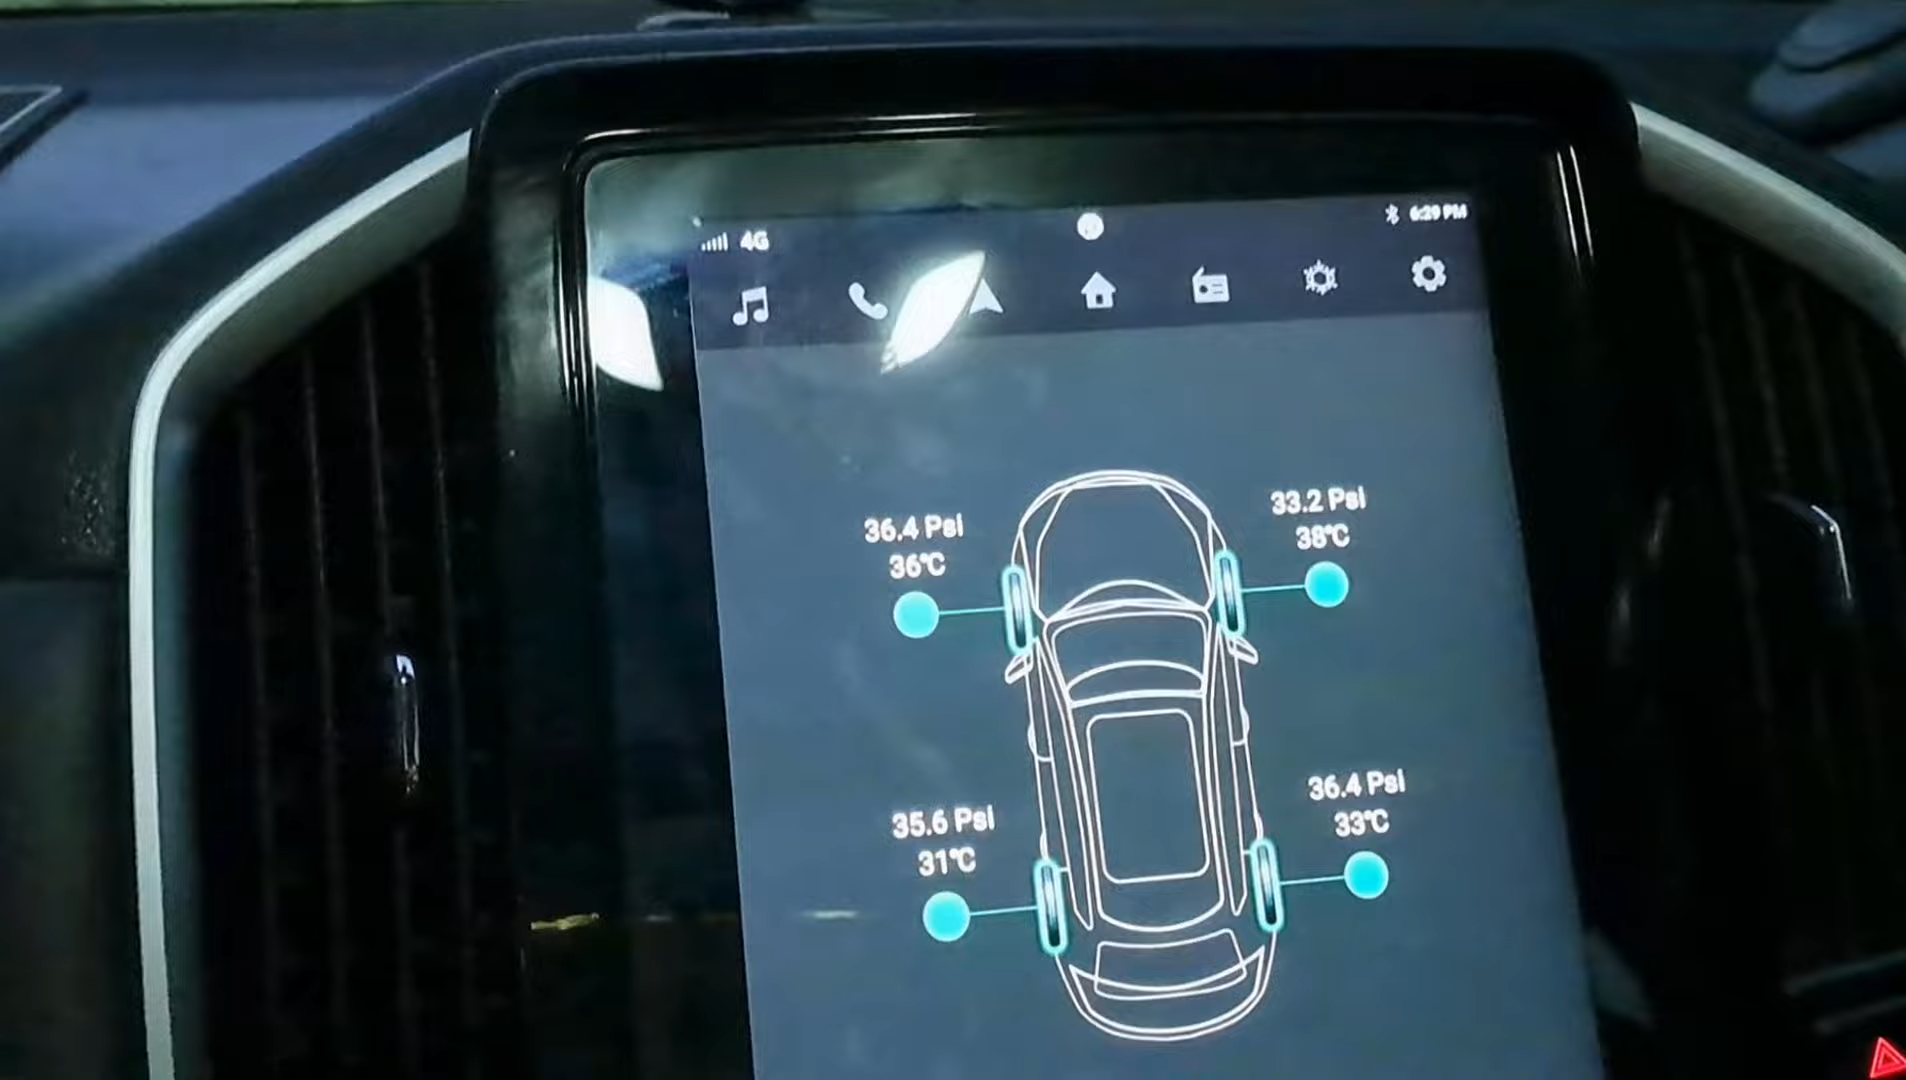 4G
6:29 PM
36.4 Psi
36℃
33.2 Psi
38℃
35.6 Psi
31℃
36.4 Psi
33℃